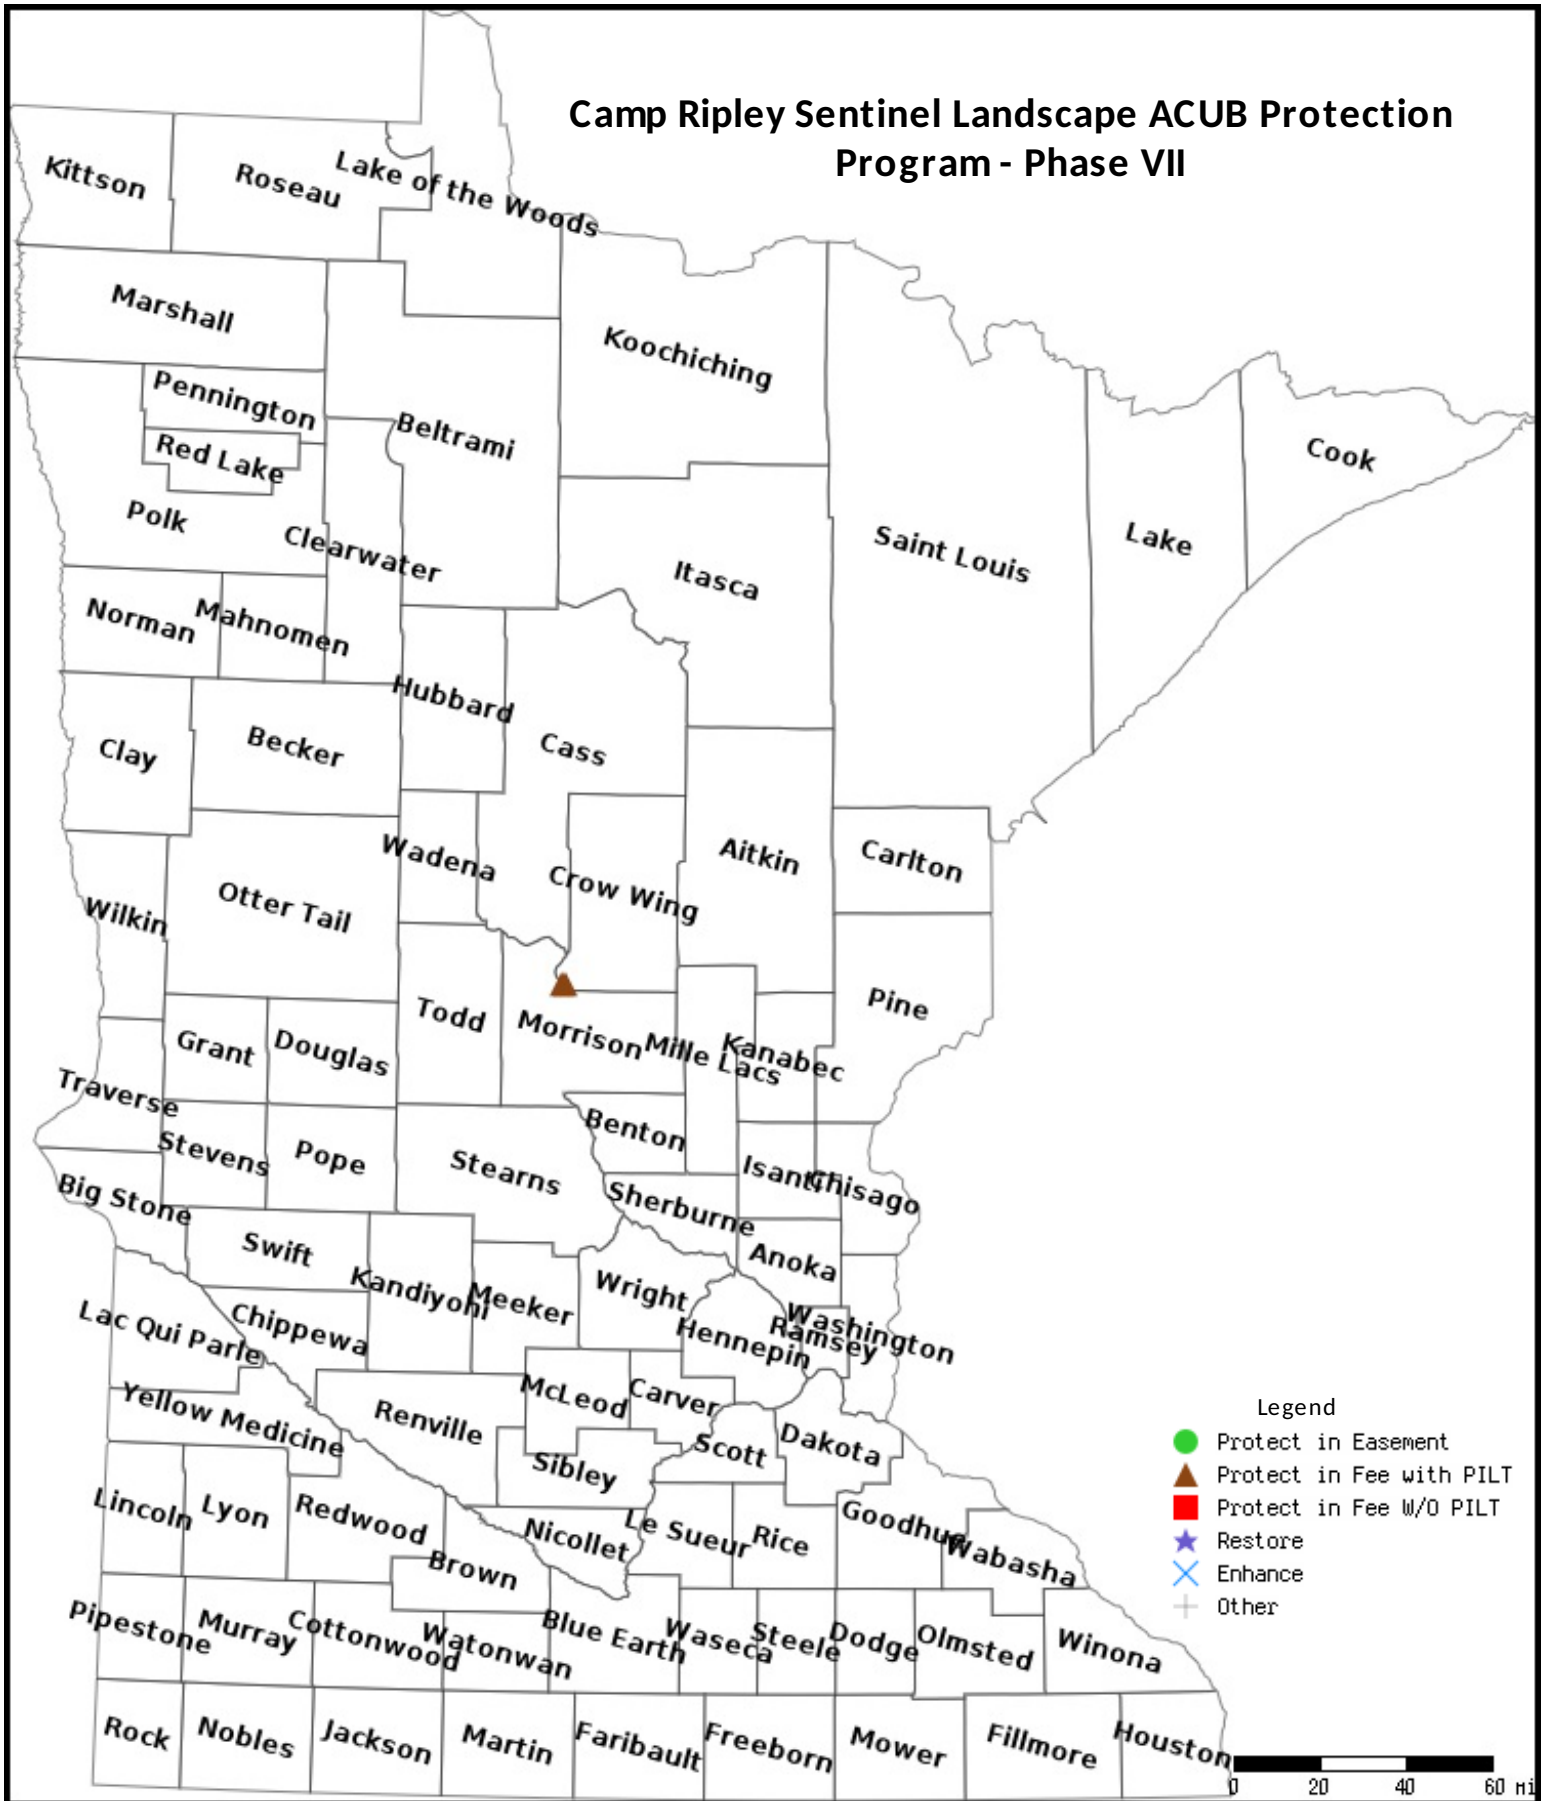 Camp Ripley Sentinel Landscape ACUB Protection
Program - Phase VII
Kittson
Roseau
Lake of the Woods
Marshall
Koochiching
Pennington
Beltrami
Red Lake
Cook
Polk
Clearwater
Saint Louis
Lake
Itasca
Norman
Mahnomen
Hubbard
Clay
Becker
Cass
Wadena
Aitkin
Carlton
Crow Wing
Otter Tail
Wilkin
Pine
Todd
Morrison
Mille Lacs
Kanabec
Grant
Douglas
Traverse
Benton
Stevens
Pope
Stearns
Isanti
Chisago
Big Stone
Sherburne
Swift
Anoka
Kandiyohi
Meeker
Wright
Lac Qui Parle
Chippewa
Hennepin
Ramsey
Washington
McLeod
Carver
Yellow Medicine
Renville
Scott
Dakota
Sibley
Lincoln
Lyon
Redwood
Nicollet
Le Sueur
Rice
Goodhue
Wabasha
Brown
Pipestone
Murray
Cottonwood
Watonwan
Blue Earth
Waseca
Steele
Dodge
Olmsted
Winona
Rock
Nobles
Jackson
Martin
Faribault
Freeborn
Mower
Fillmore
Houston
Legend
Protect in Easement
Protect in Fee with PILT
Protect in Fee W/O PILT
Restore
Enhance
Other
0 20 40 60 mi